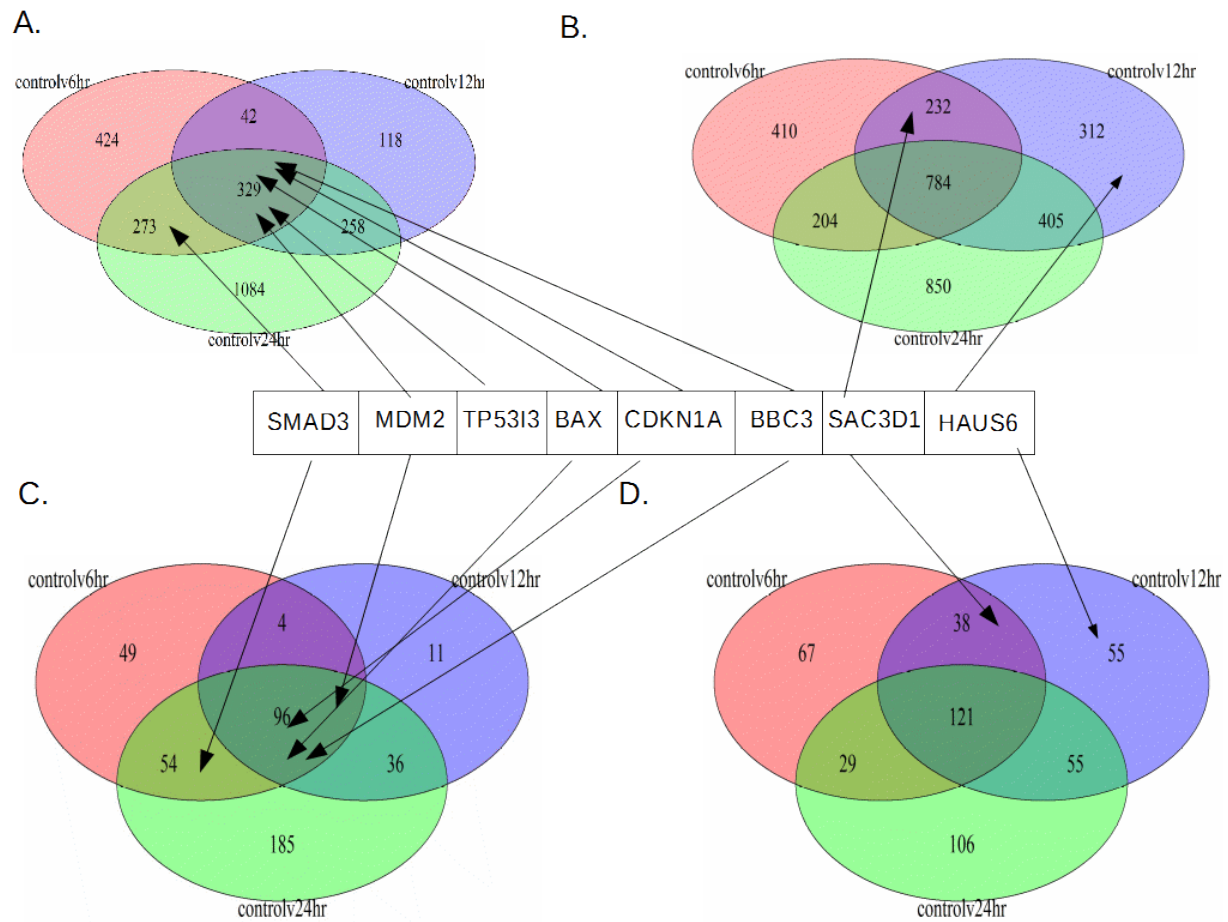 A.
B.
controlv6hr
controlv12hr
42
424
118
329
273
258
1084
controlv24hr
controlv6hr
controlv12hr
232
410
312
784
204
405
850
controlv24hr
SMAD3 MDM2 TP53I3 BAX CDKN1A BBC3 SAC3D1 HAUS6
C.
D.
controlv6hr
controlv12hr
4
49
11
96
54
36
185
controlv24hr
controlv6hr
controlv12hr
38
67
55
121
29
55
106
controlv24hr